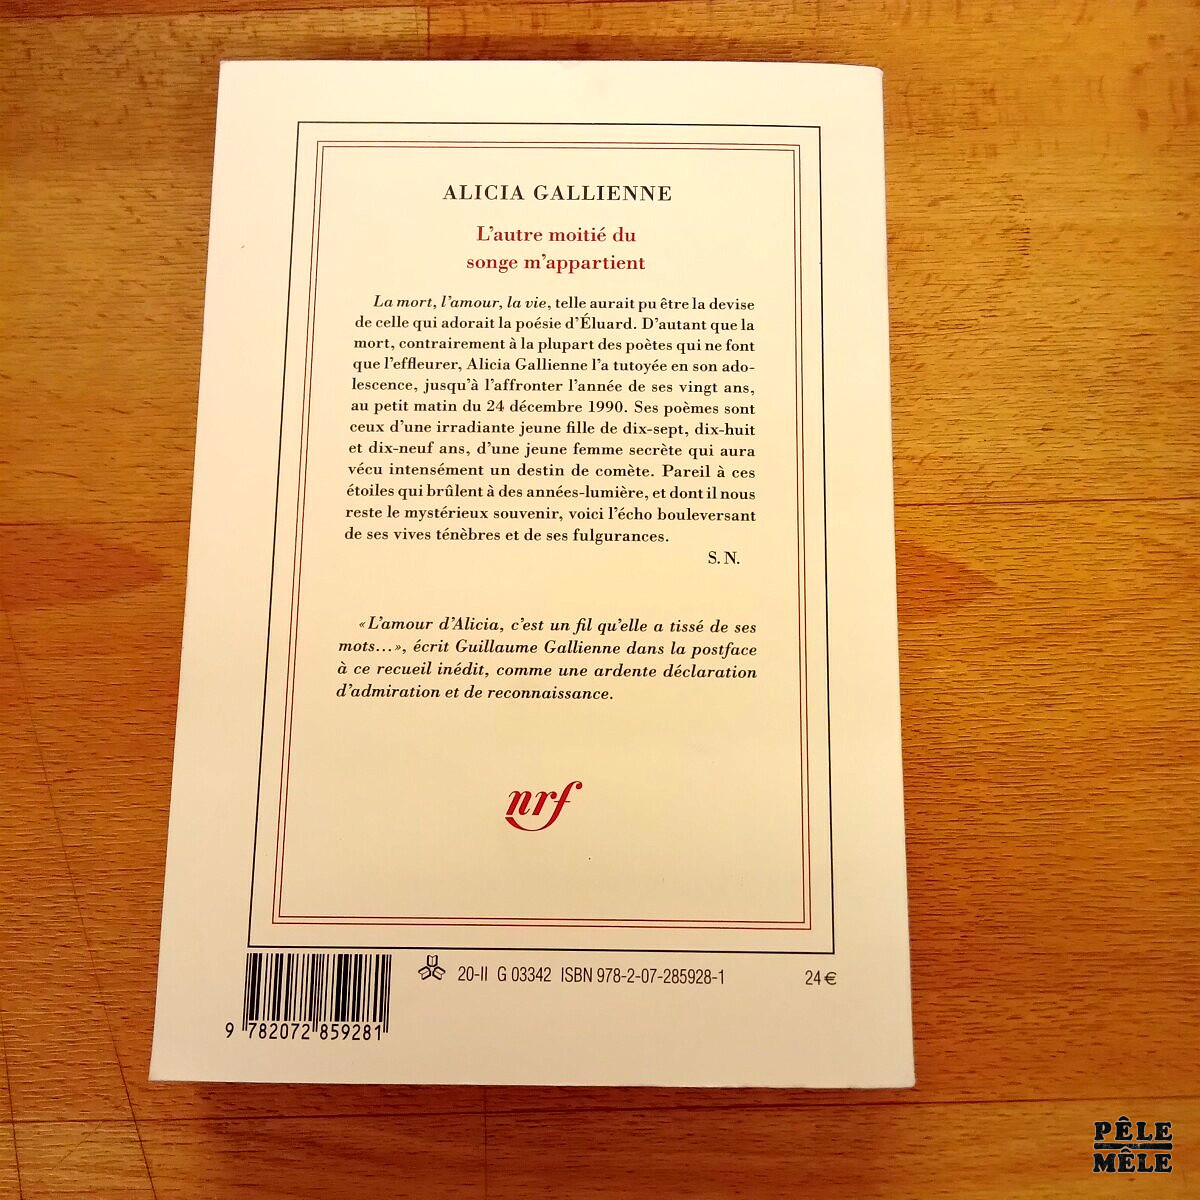 ALICIA GALLIENNE
L'autre moitié du
songe m'appartient
La mort, l'amour, la vie, telle aurait pu être la devise
de celle qui adorait la poésie d'Éluard. D'autant que la
mort, contrairement à la plupart des poètes qui ne font
que l'effleurer, Alicia Gallienne l'a tutoyée en son ado-
lescence, jusqu'à l'affronter l'année de ses vingt ans,
au petit matin du 24 décembre 1990. Ses poèmes sont
ceux d'une irradiante jeune fille de dix-sept, dix-huit
et dix-neuf ans, d'une jeune femme secrète qui aura
vécu intensément un destin de comète. Pareil à ces
étoiles qui brûlent à des années-lumière, et dont il nous
reste le mystérieux souvenir, voici l'écho bouleversant
de ses vives ténèbres et de ses fulgurances.
S. N.
« L'amour d'Alicia, c'est un fil qu'elle a tissé de ses
mots... », écrit Guillaume Gallienne dans la postface
à ce recueil inédit, comme une ardente déclaration
d'admiration et de reconnaissance.
nrf
20-II G 03342 ISBN 978-2-07-285928-1 24 €
9 782072 859281
PÊLE
MÊLE